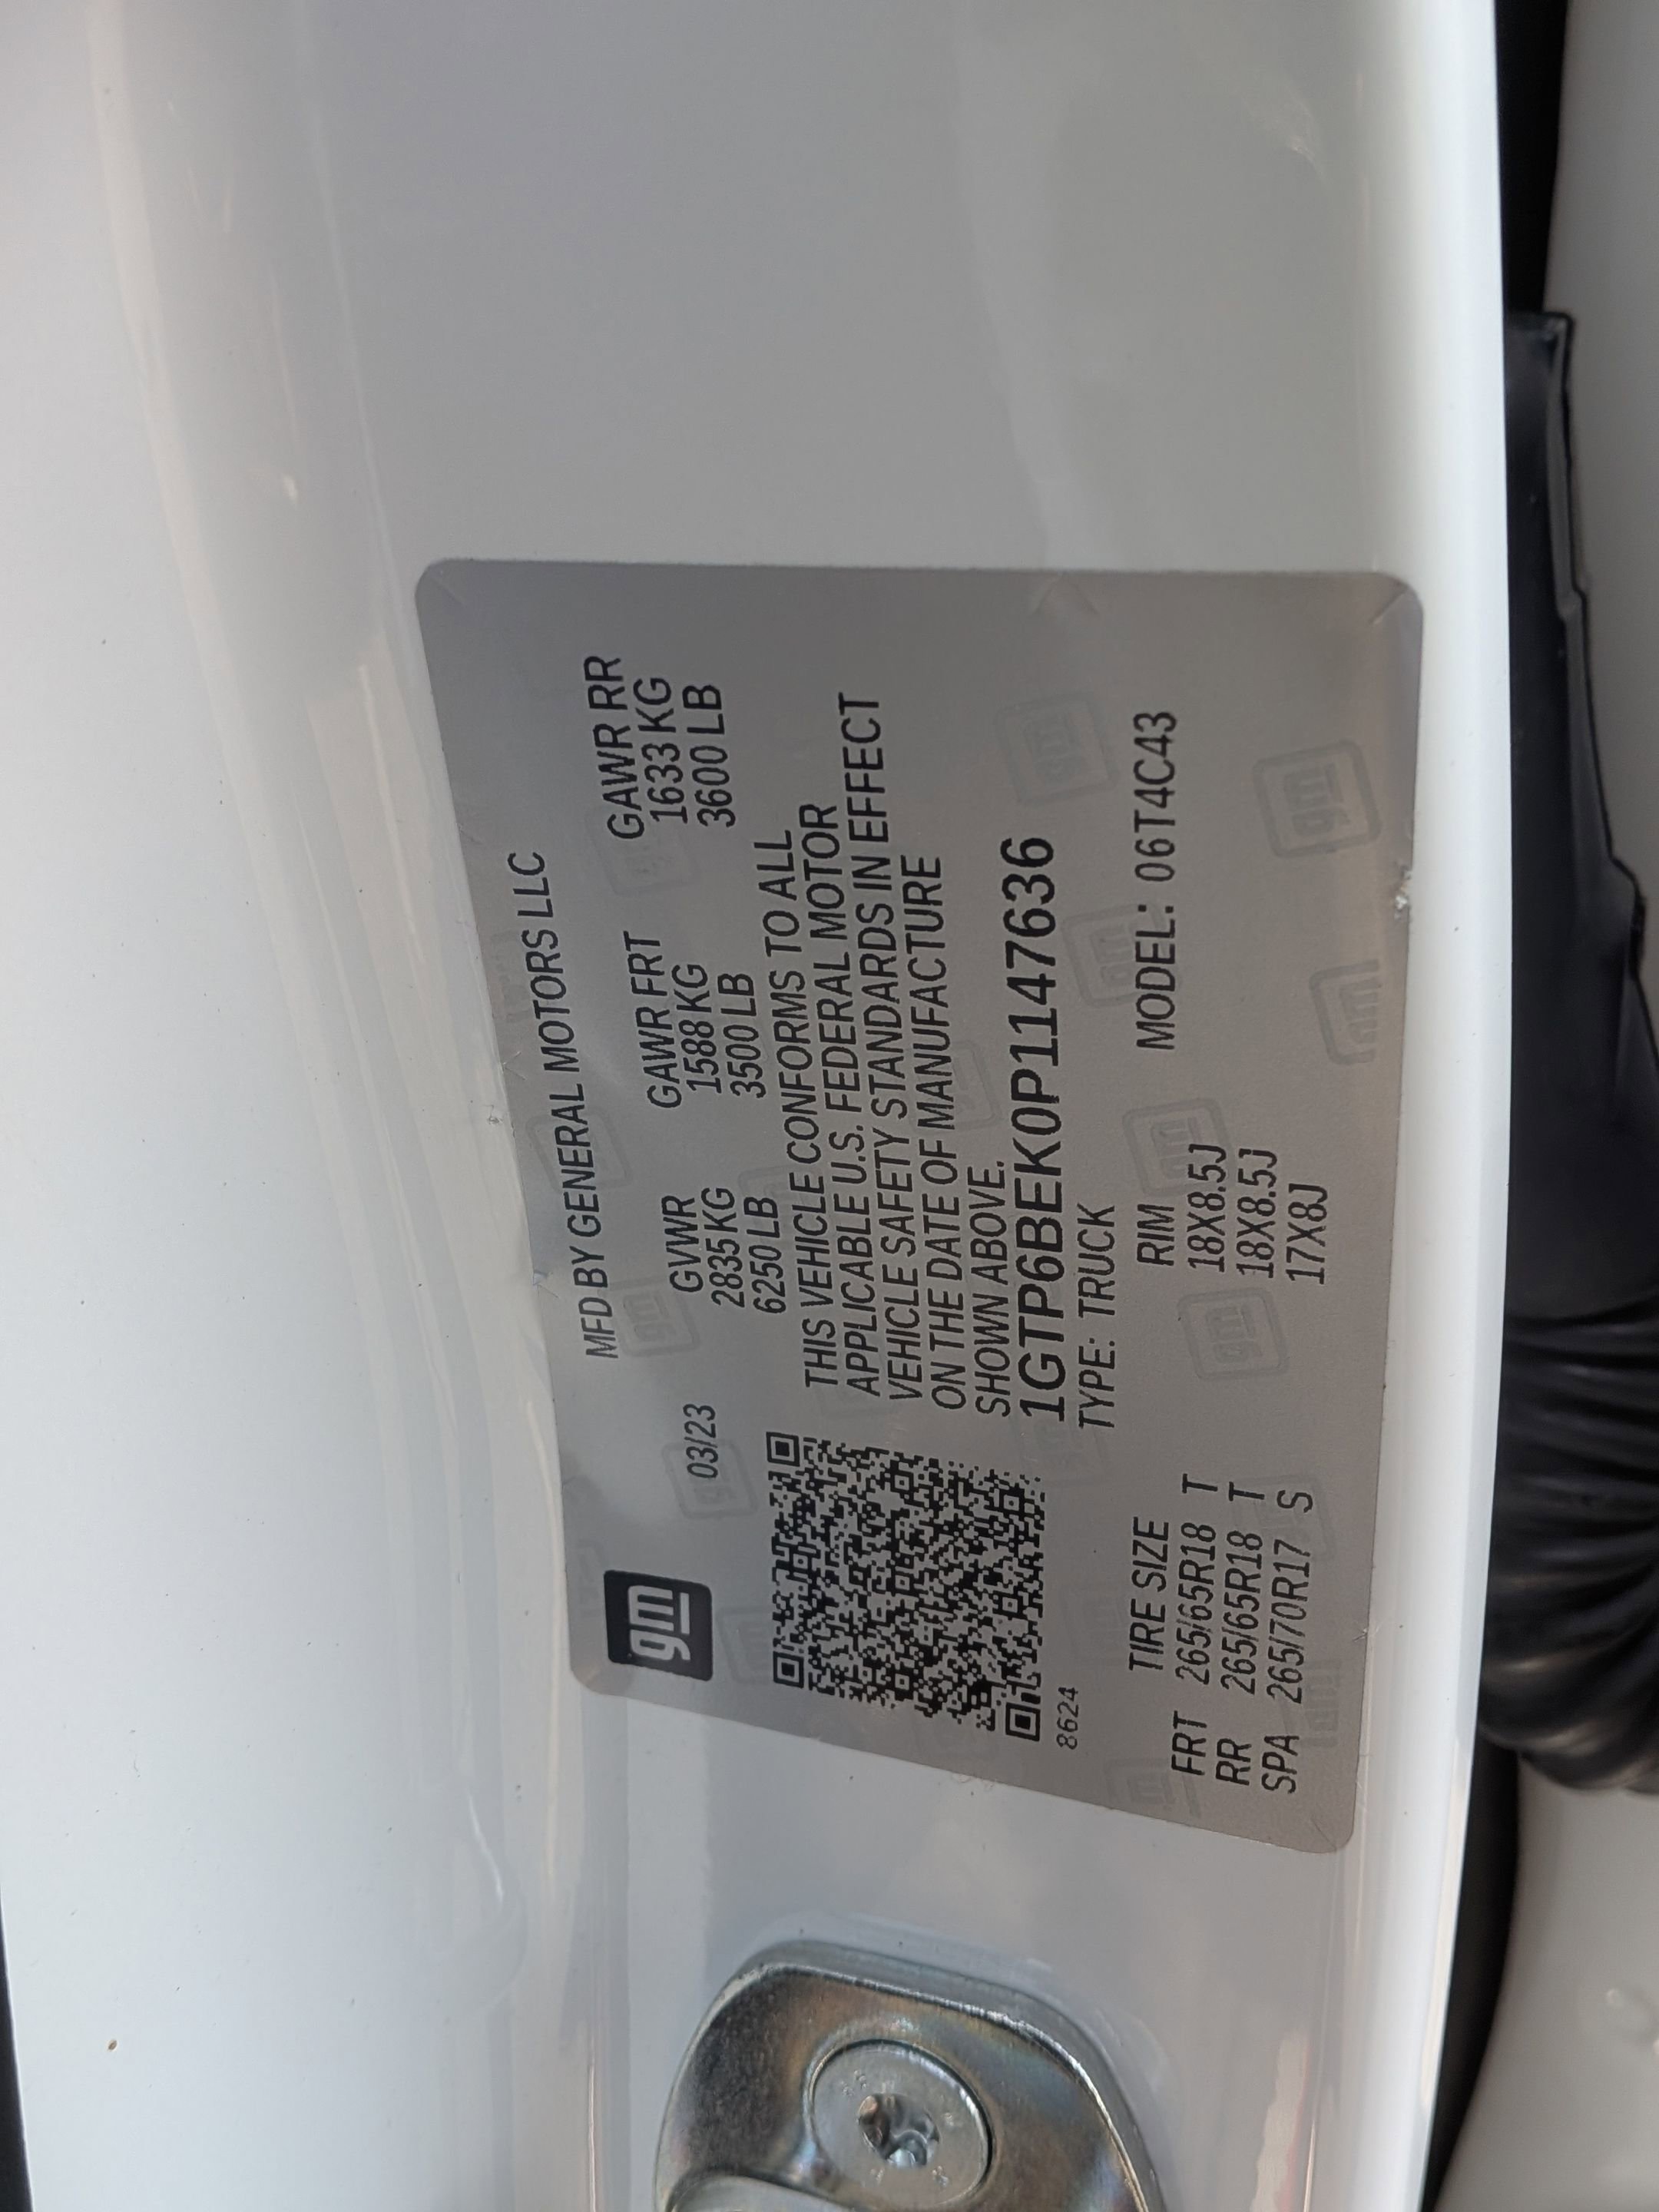 gm
MFD BY GENERAL MOTORS LLC
03/23
GVWR GAWR FRT GAWR RR
2835 KG 1588 KG 1633 KG
6250 LB 3500 LB 3600 LB
THIS VEHICLE CONFORMS TO ALL
APPLICABLE U.S. FEDERAL MOTOR
VEHICLE SAFETY STANDARDS IN EFFECT
ON THE DATE OF MANUFACTURE
SHOWN ABOVE.
1GTP6BEK0P1147636
8624
TYPE: TRUCK
TIRE SIZE RIM MODEL: 06T4C43
FRT 265/65R18 T 18X8.5J
RR 265/65R18 T 18X8.5J
SPA 265/70R17 S 17X8J